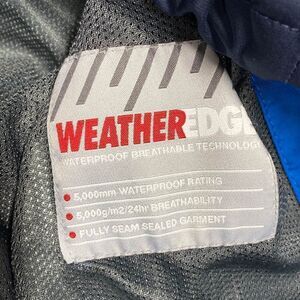 WEATHEREDGE
WATERPROOF BREATHABLE TECHNOLOGY
• 5,000mm WATERPROOF RATING
• 5,000g/m2/24hr BREATHABILITY
• FULLY SEAM SEALED GARMENT